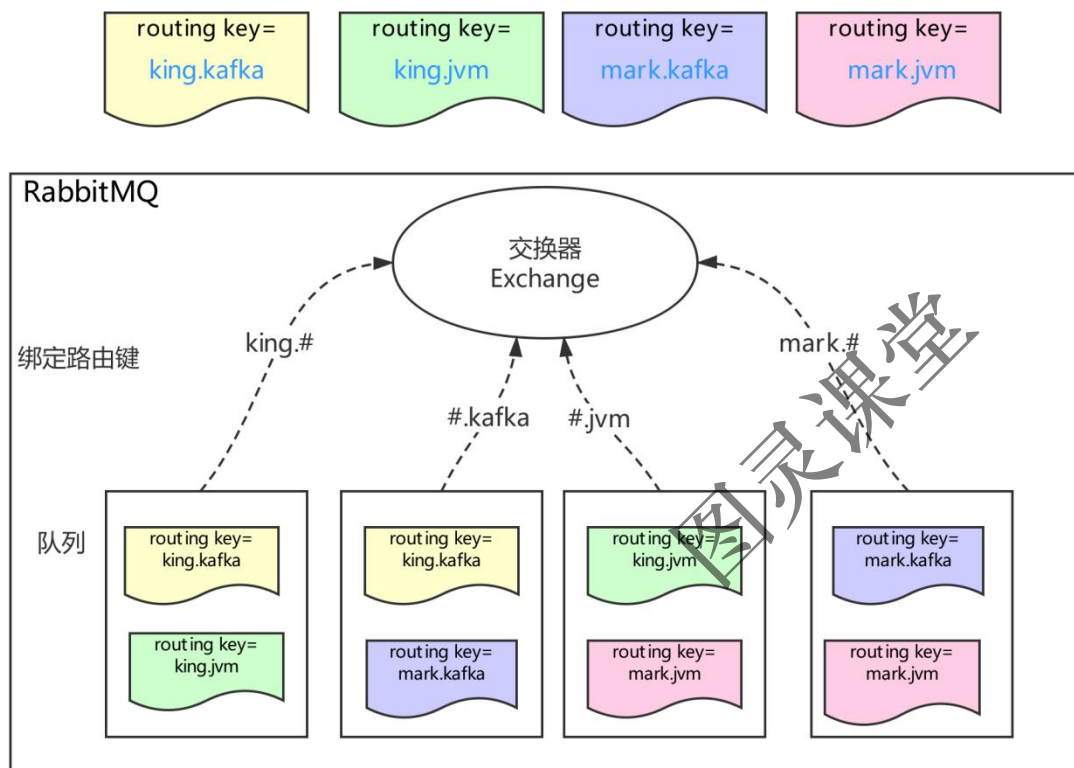 routing key=
king.kafka
routing key=
king.jvm
routing key=
mark.kafka
routing key=
mark.jvm
RabbitMQ
交换器
Exchange
绑定路由键
king.#
#.kafka
#.jvm
mark.#
队列
routing key=
king.kafka
routing key=
king.jvm
routing key=
king.kafka
routing key=
mark.kafka
routing key=
king.jvm
routing key=
mark.jvm
routing key=
mark.kafka
routing key=
mark.jvm
图灵课堂